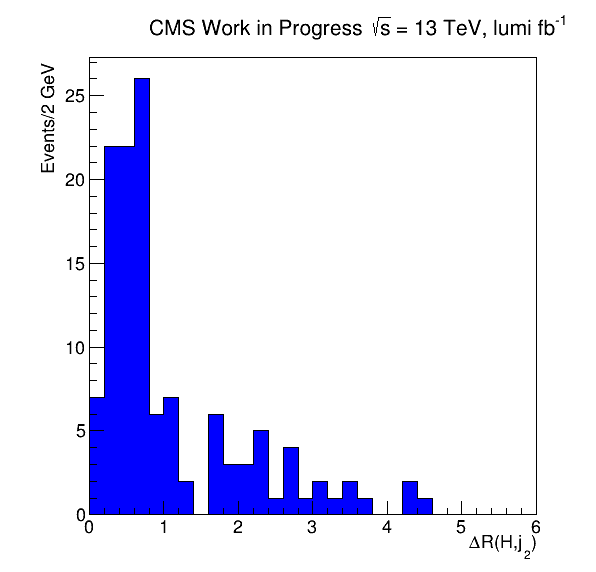 CMS Work in Progress √s = 13 TeV, lumi fb⁻¹
Events/2 GeV
25
20
15
10
5
0
0 1 2 3 4 5 6
ΔR(H,j₂)